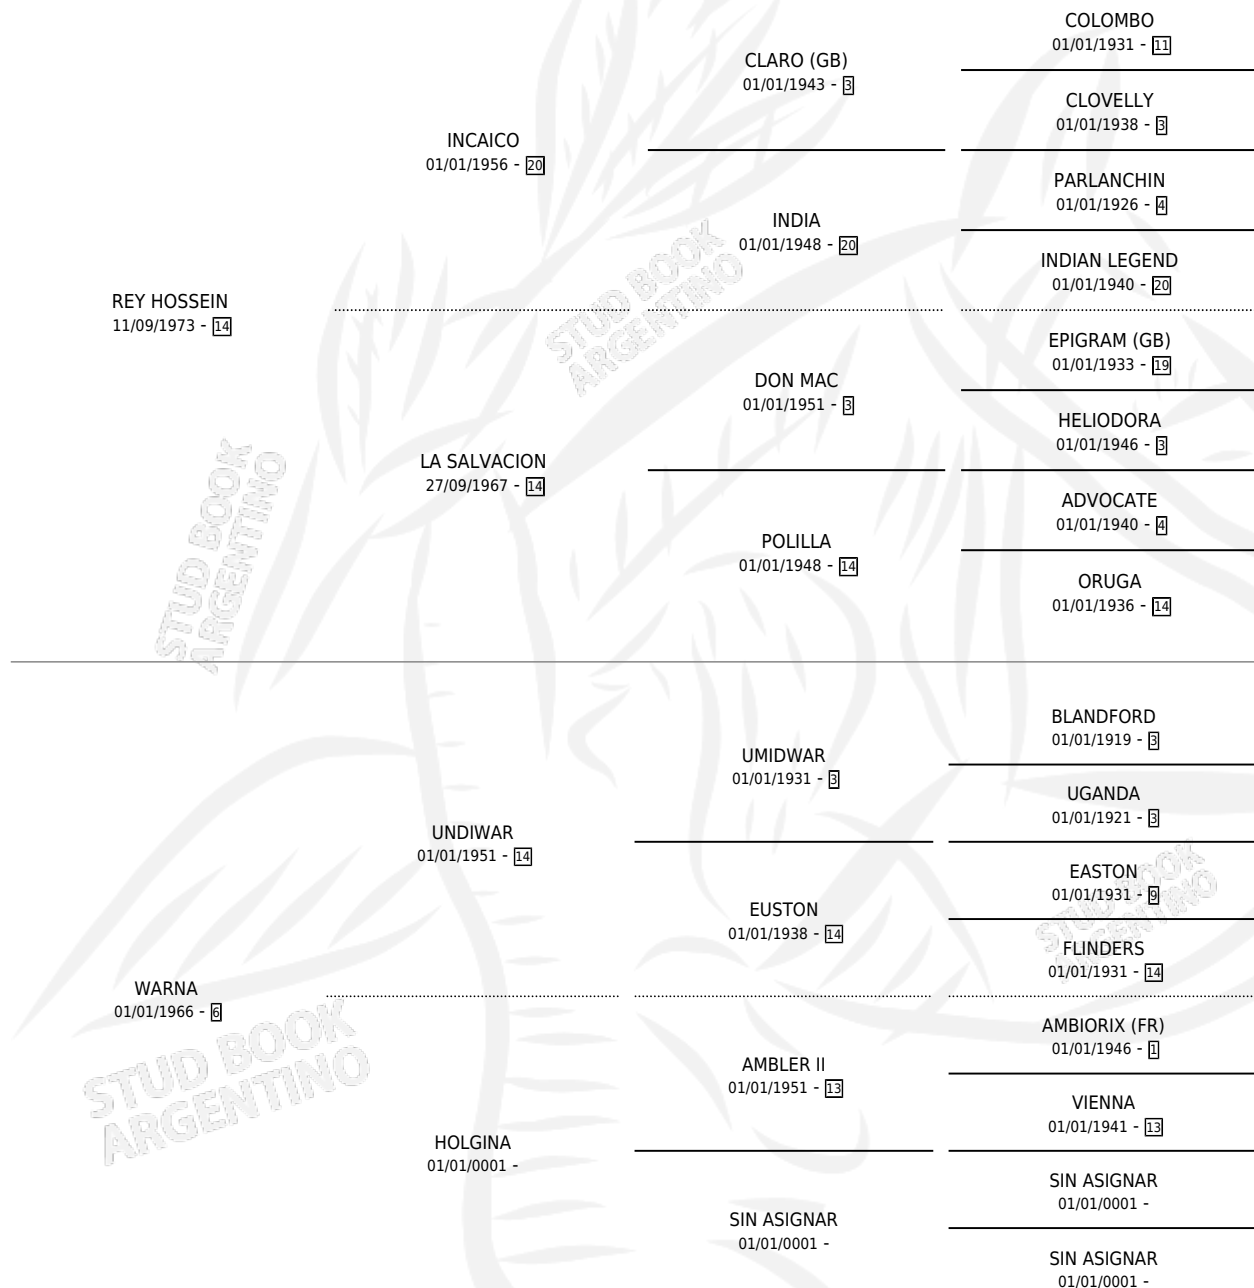 COLOMBO
01/01/1931 - 11
CLARO (GB)
01/01/1943 - 3
CLOVELLY
01/01/1938 - 3
INCAICO
01/01/1956 - 20
PARLANCHIN
01/01/1926 - 4
INDIA
01/01/1948 - 20
INDIAN LEGEND
01/01/1940 - 20
STUD BOOK
ARGENTINO
REY HOSSEIN
11/09/1973 - 14
EPIGRAM (GB)
01/01/1933 - 19
DON MAC
01/01/1951 - 3
HELIODORA
01/01/1946 - 3
LA SALVACION
27/09/1967 - 14
ADVOCATE
01/01/1940 - 4
POLILLA
01/01/1948 - 14
ORUGA
01/01/1936 - 14
STUD BOOK
ARGENTINO
BLANDFORD
01/01/1919 - 3
UMIDWAR
01/01/1931 - 3
UGANDA
01/01/1921 - 3
UNDIWAR
01/01/1951 - 14
EASTON
01/01/1931 - 9
EUSTON
01/01/1938 - 14
FLINDERS
01/01/1931 - 14
STUD BOOK
ARGENTINO
WARNA
01/01/1966 - 6
AMBIORIX (FR)
01/01/1946 - 1
AMBLER II
01/01/1951 - 13
VIENNA
01/01/1941 - 13
STUD BOOK
ARGENTINO
HOLGINA
01/01/0001 -
SIN ASIGNAR
01/01/0001 -
SIN ASIGNAR
01/01/0001 -
SIN ASIGNAR
01/01/0001 -